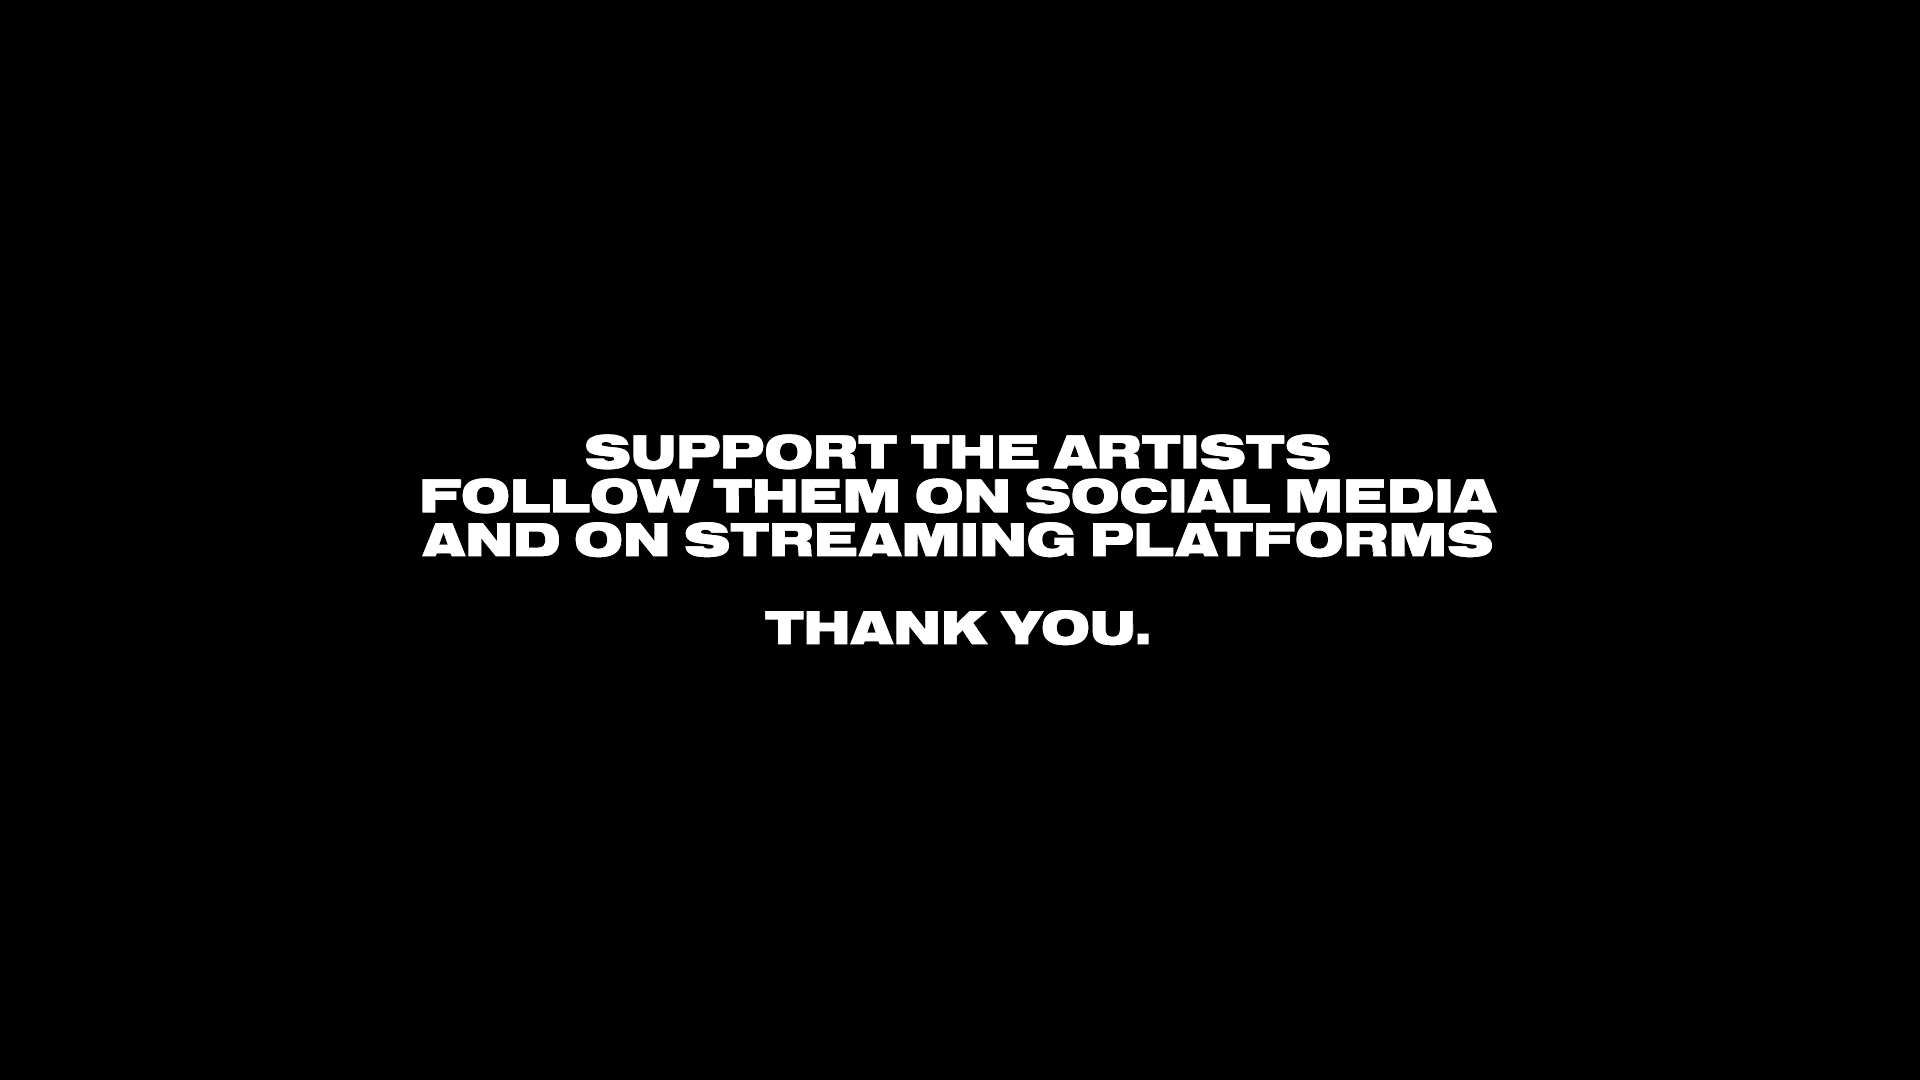 SUPPORT THE ARTISTS
FOLLOW THEM ON SOCIAL MEDIA
AND ON STREAMING PLATFORMS
THANK YOU.